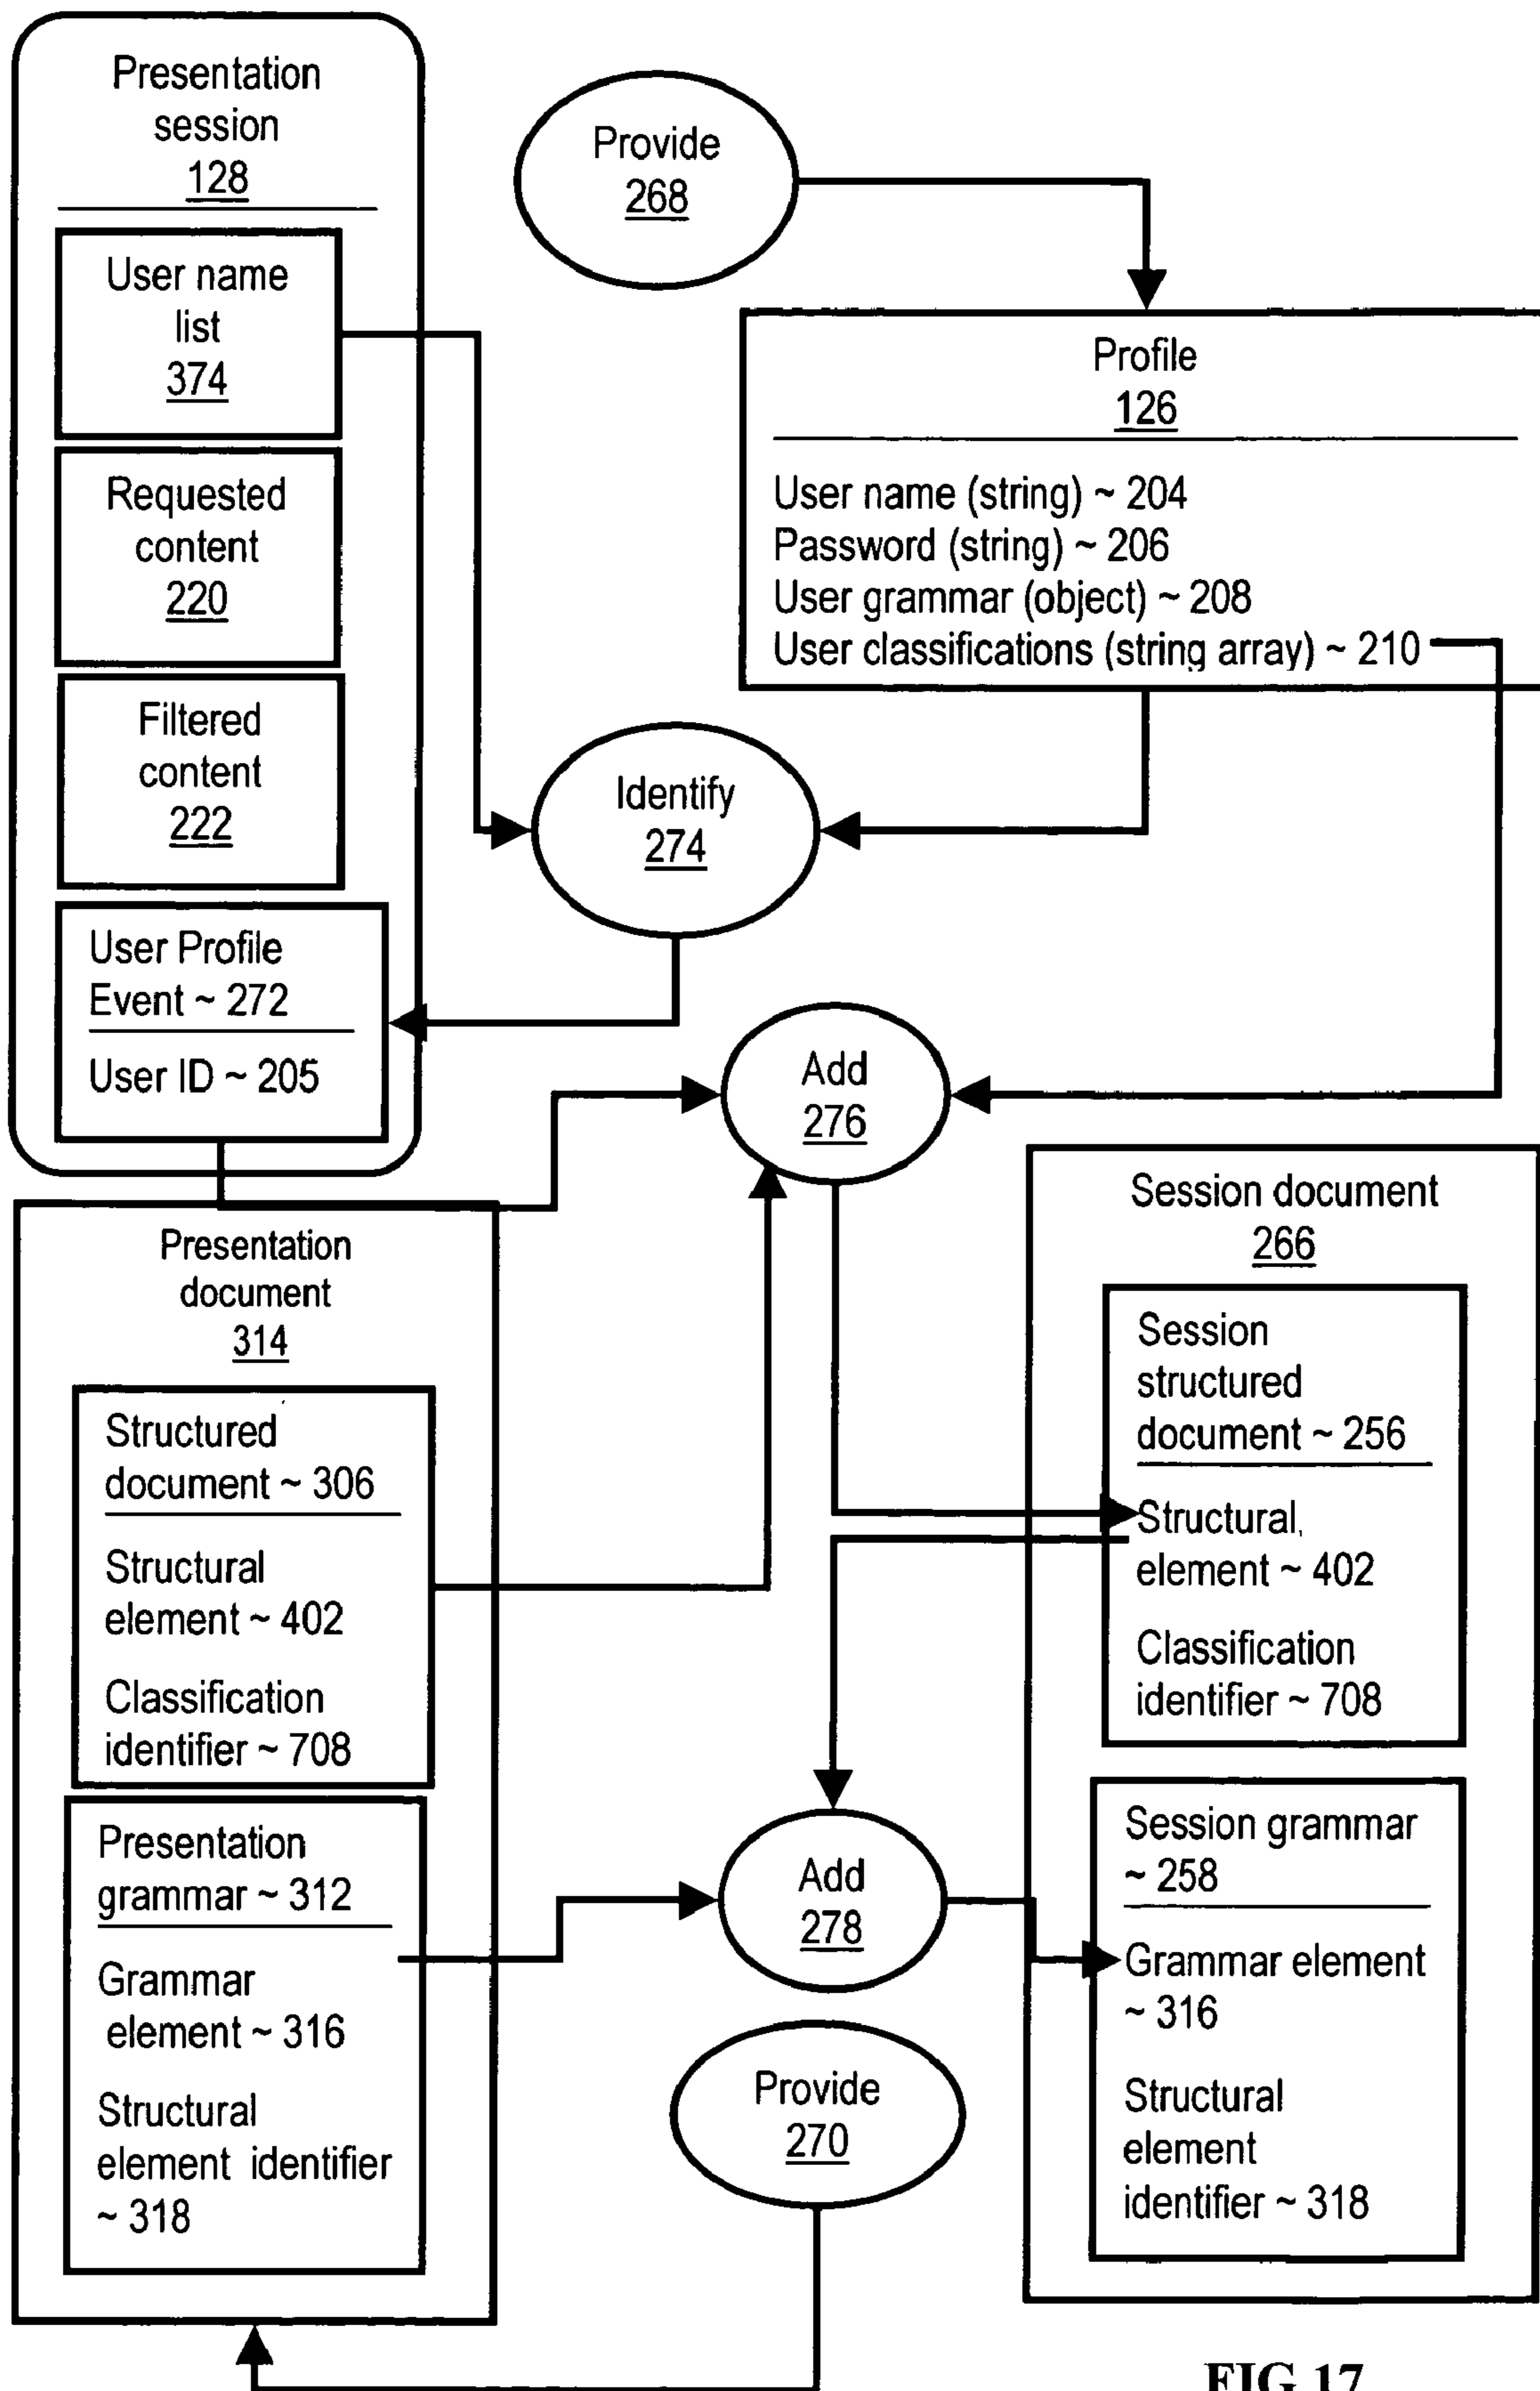 Presentation
session
128
User name
list
374
Requested
content
220
Filtered
content
222
User Profile
Event ~ 272
User ID ~ 205
Provide
268
Profile
126
User name (string) ~ 204
Password (string) ~ 206
User grammar (object) ~ 208
User classifications (string array) ~ 210
Identify
274
Add
276
Presentation
document
314
Structured
document ~ 306
Structural
element ~ 402
Classification
identifier ~ 708
Presentation
grammar ~ 312
Grammar
element ~ 316
Structural
element identifier
~ 318
Add
278
Provide
270
Session document
266
Session
structured
document ~ 256
Structural
element ~ 402
Classification
identifier ~ 708
Session grammar
~ 258
Grammar element
~ 316
Structural
element
identifier ~ 318
FIG 17